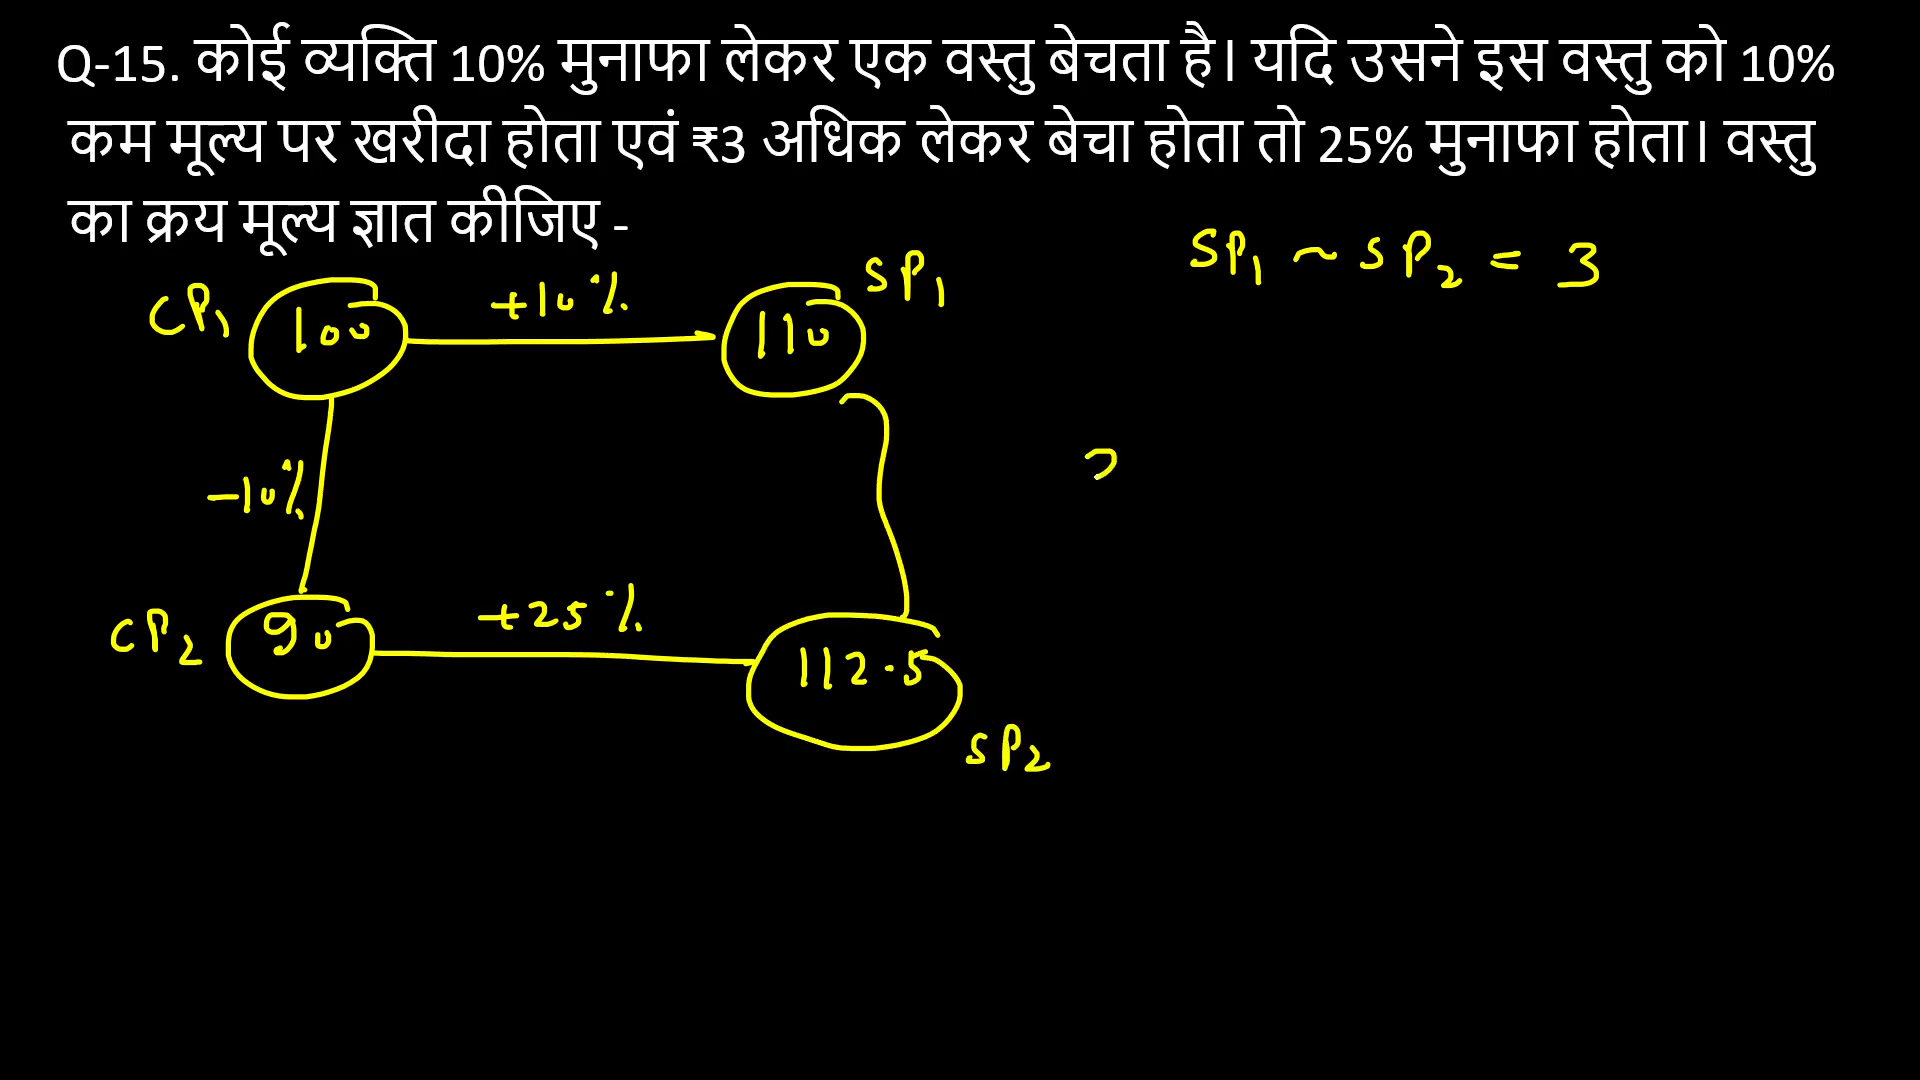 Q-15. कोई व्यक्ति 10% मुनाफा लेकर एक वस्तु बेचता है। यदि उसने इस वस्तु को 10%
कम मूल्य पर खरीदा होता एवं ₹3 अधिक लेकर बेचा होता तो 25% मुनाफा होता। वस्तु
का क्रय मूल्य ज्ञात कीजिए -
SP₁ ~ SP₂ = 3
CP₁ 100 +10% 110 SP₁
-10%
CP₂ 90 +25% 112.5 SP₂